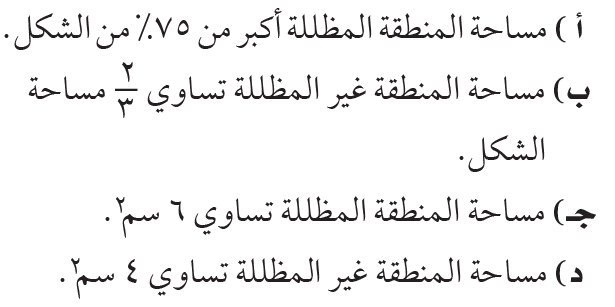 أ ) مساحة المنطقة المظللة أكبر من ٧٥٪ من الشكل.
ب) مساحة المنطقة غير المظللة تساوي ٢/٣ مساحة
الشكل.
جـ) مساحة المنطقة المظللة تساوي ٦ سم٢.
د) مساحة المنطقة غير المظللة تساوي ٤ سم٢.